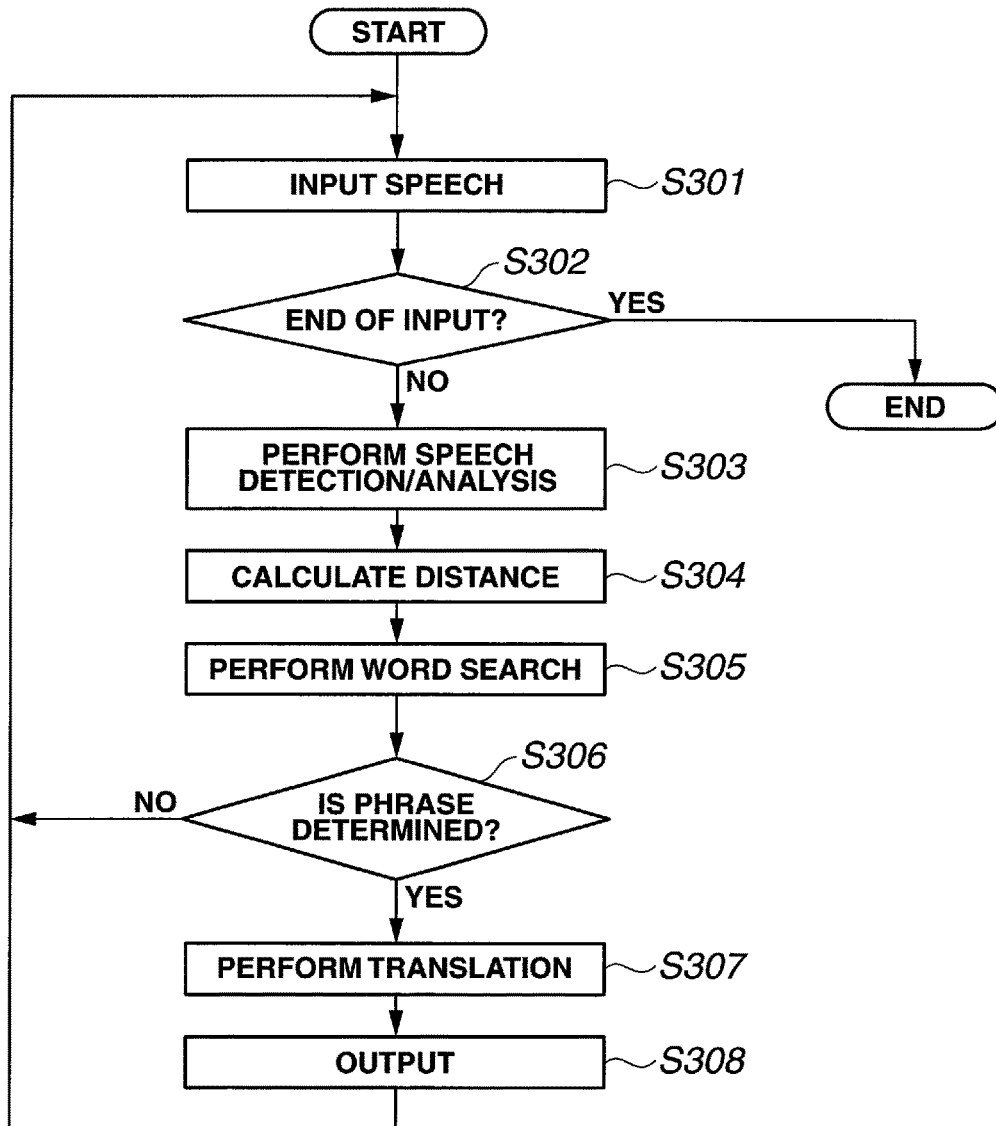 START
INPUT SPEECH
S301
S302
END OF INPUT?
YES
NO
END
PERFORM SPEECH
DETECTION/ANALYSIS
S303
CALCULATE DISTANCE
S304
PERFORM WORD SEARCH
S305
S306
NO
IS PHRASE
DETERMINED?
YES
PERFORM TRANSLATION
S307
OUTPUT
S308